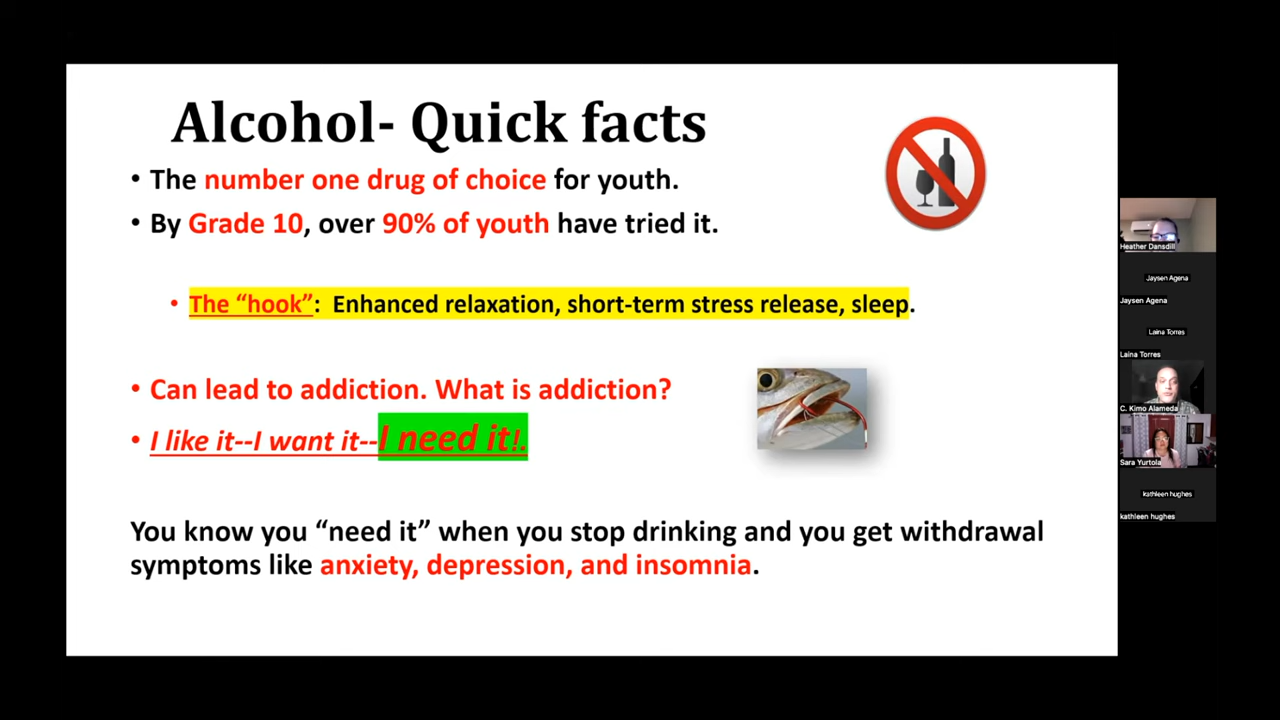 Alcohol- Quick facts
• The number one drug of choice for youth.
• By Grade 10, over 90% of youth have tried it.
• The “hook”: Enhanced relaxation, short-term stress release, sleep.
• Can lead to addiction. What is addiction?
• I like it--I want it--I need it!.
You know you “need it” when you stop drinking and you get withdrawal
symptoms like anxiety, depression, and insomnia.
Heather Dansdill
Jaysen Agena
Jaysen Agena
Laina Torres
Laina Torres
C. Kimo Alameda
Sara Yurtola
kathleen hughes
kathleen hughes